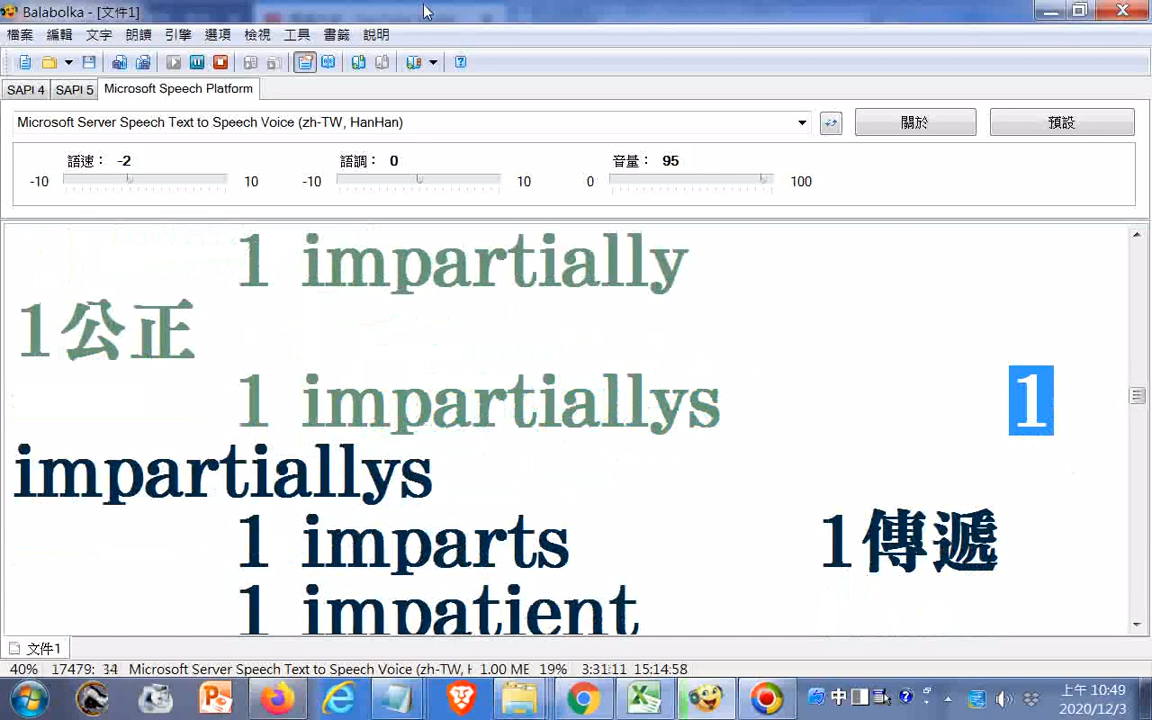 Balabolka - [文件1]
檔案 編輯 文字 朗讀 引擎 選項 檢視 工具 書籤 說明
SAPI 4 SAPI 5 Microsoft Speech Platform
Microsoft Server Speech Text to Speech Voice (zh-TW, HanHan) 關於 預設
語速： -2 語調： 0 音量： 95
-10 10 -10 10 0 100
1 impartially
1公正
1 impartiallys 1
impartiallys
1 imparts 1傳遞
1 impatient
文件1
40% 17479: 34 Microsoft Server Speech Text to Speech Voice (zh-TW, H 1.00 ME 19% 3:31:11 15:14:58
中 上午 10:49
2020/12/3